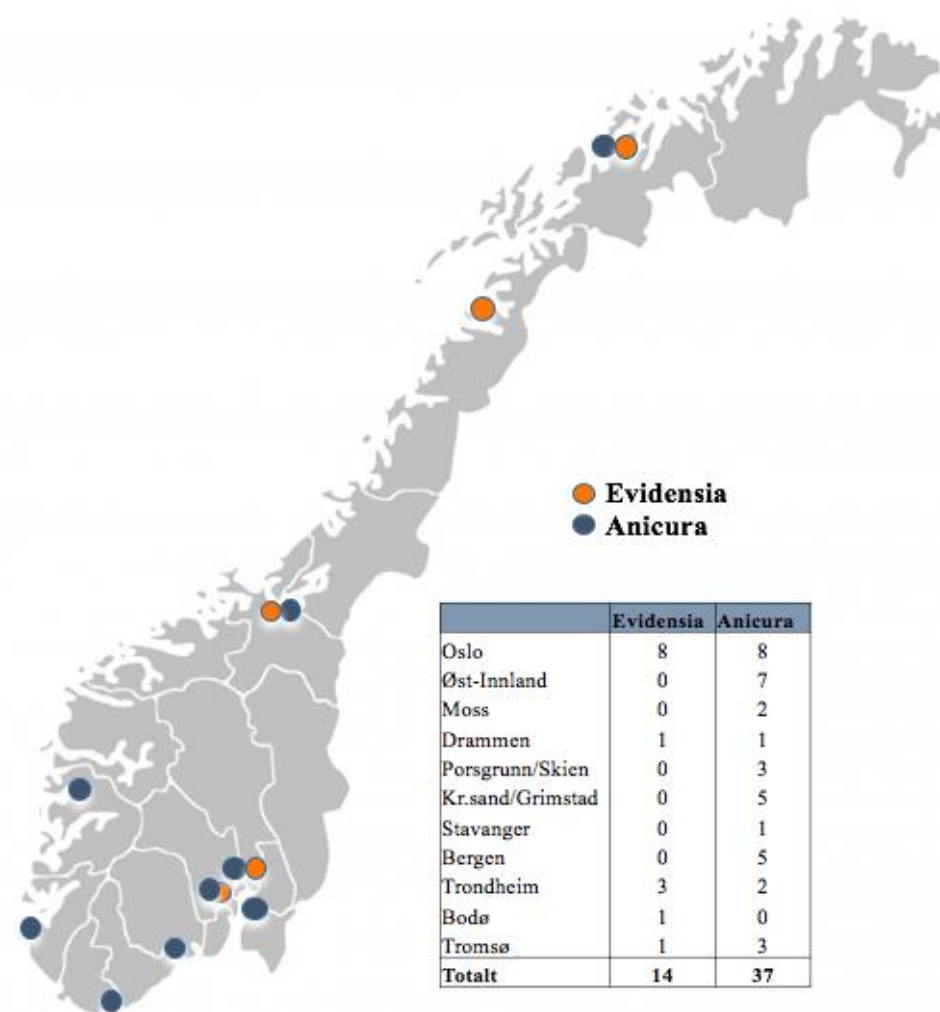 Evidensia
Anicura
Evidensia Anicura
Oslo 8 8
Øst-Innland 0 7
Moss 0 2
Drammen 1 1
Porsgrunn/Skien 0 3
Kr.sand/Grimstad 0 5
Stavanger 0 1
Bergen 0 5
Trondheim 3 2
Bodø 1 0
Tromsø 1 3
Totalt 14 37